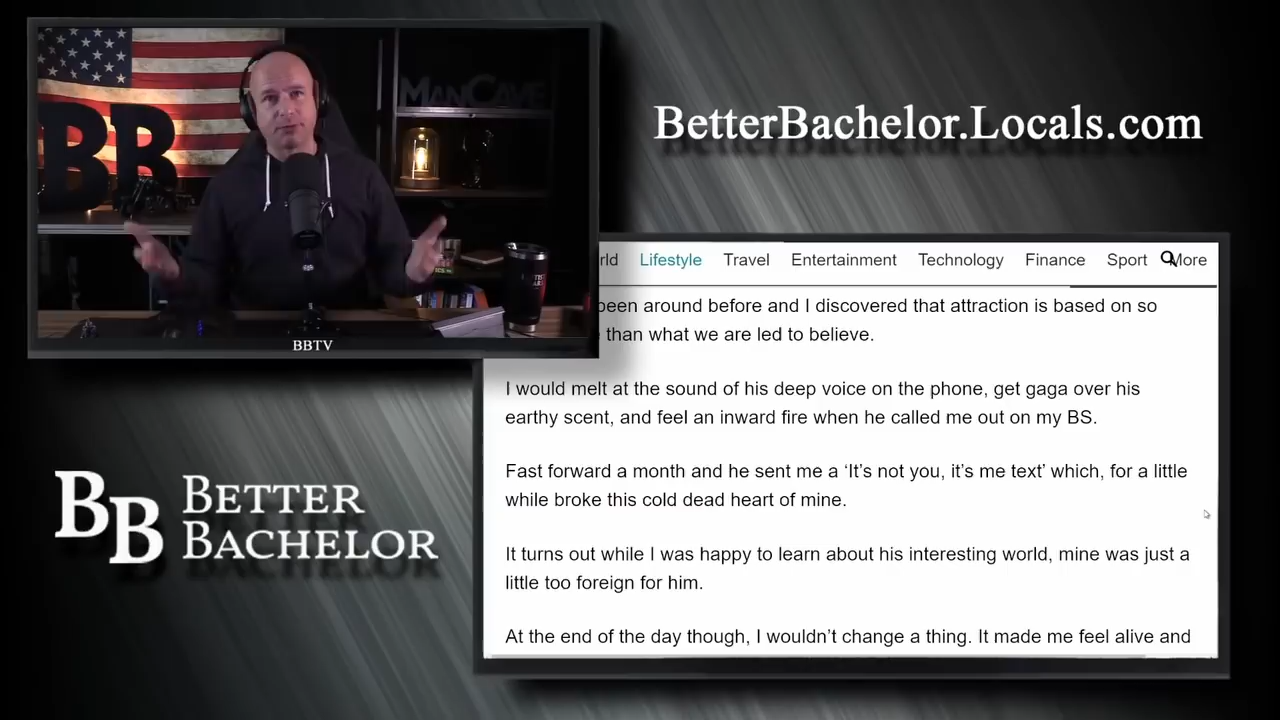 BB
MANCAVE
BBTV
BetterBachelor.Locals.com
BB BETTER
BACHELOR
Lifestyle Travel Entertainment Technology Finance Sport More
been around before and I discovered that attraction is based on so
than what we are led to believe.
I would melt at the sound of his deep voice on the phone, get gaga over his
earthy scent, and feel an inward fire when he called me out on my BS.
Fast forward a month and he sent me a ‘It’s not you, it’s me text’ which, for a little
while broke this cold dead heart of mine.
It turns out while I was happy to learn about his interesting world, mine was just a
little too foreign for him.
At the end of the day though, I wouldn’t change a thing. It made me feel alive and